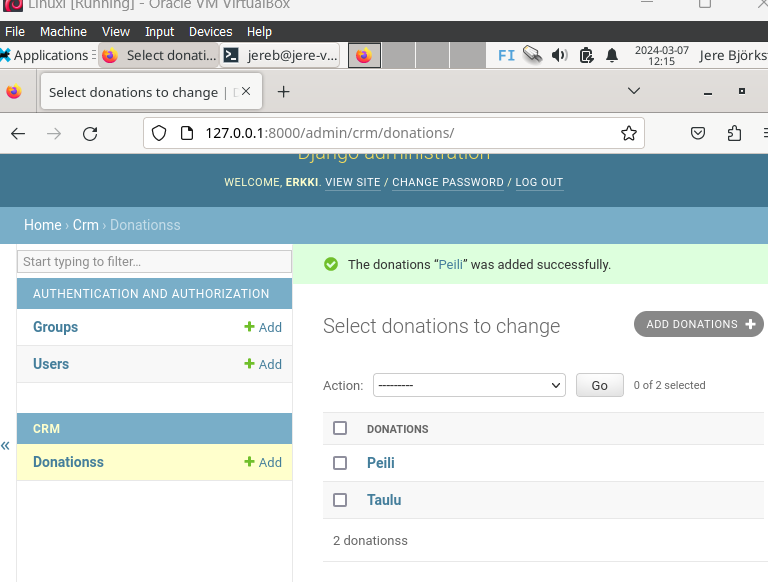 Linuxi [Running] - Oracle VM VirtualBox
File Machine View Input Devices Help
Applications Select donati... jereb@jere-v... FI 2024-03-07 12:15 Jere Björks
Select donations to change |
127.0.0.1:8000/admin/crm/donations/
Django administration
WELCOME, ERKKI. VIEW SITE / CHANGE PASSWORD / LOG OUT
Home › Crm › Donationss
Start typing to filter...
AUTHENTICATION AND AUTHORIZATION
Groups + Add
Users + Add
CRM
Donationss + Add
«
The donations “Peili” was added successfully.
Select donations to change
ADD DONATIONS +
Action: --------- Go 0 of 2 selected
DONATIONS
Peili
Taulu
2 donationss